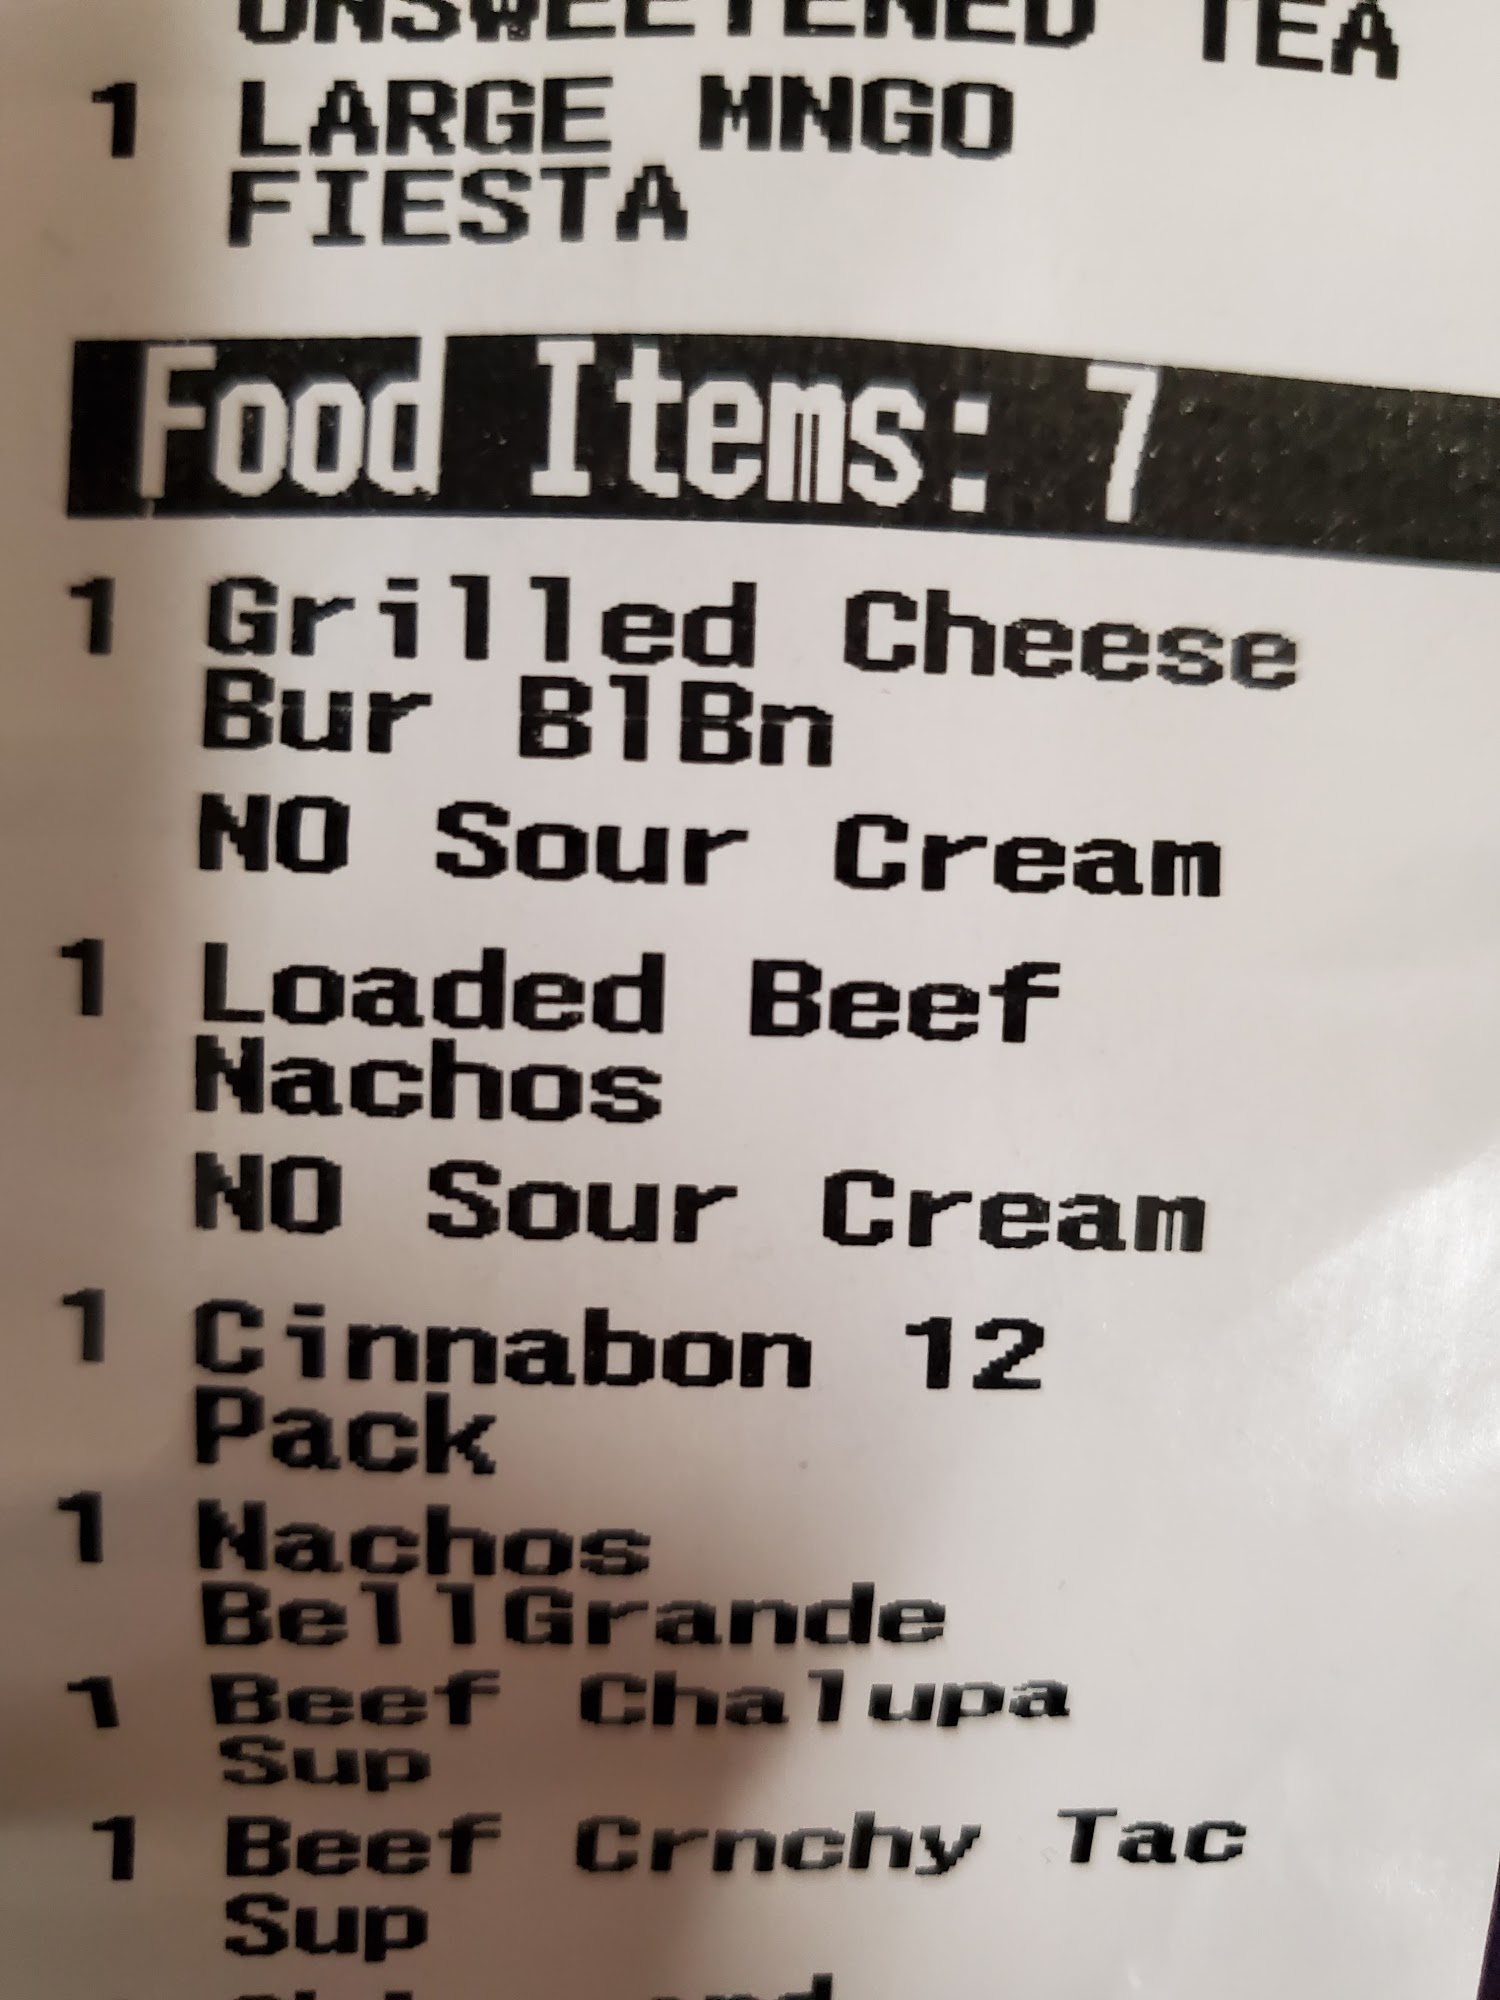 UNSWEETENED TEA
1 LARGE MNGO
FIESTA
Food Items: 7
1 Grilled Cheese
Bur BlBn
NO Sour Cream
1 Loaded Beef
Nachos
NO Sour Cream
1 Cinnabon 12
Pack
1 Nachos
BellGrande
1 Beef Chalupa
Sup
1 Beef Crnchy Tac
Sup